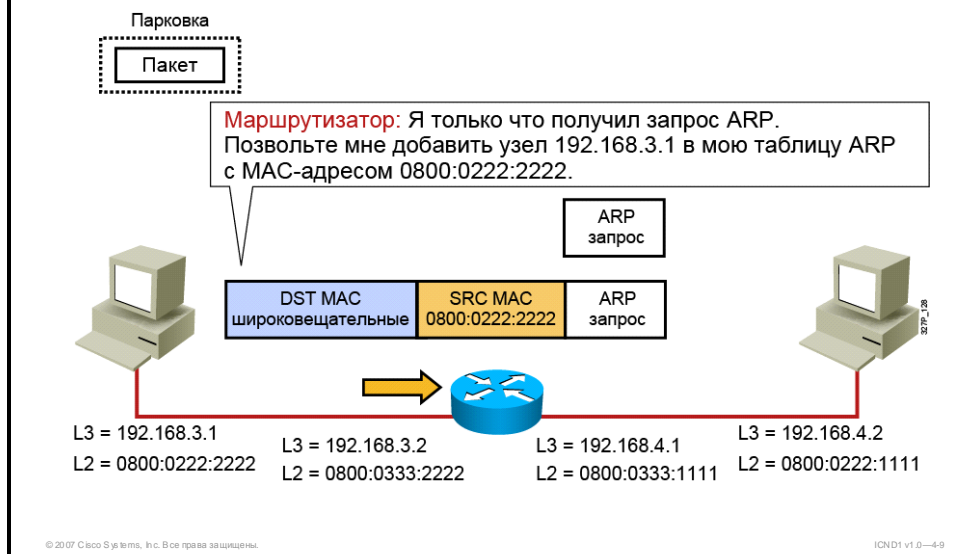 Парковка
Пакет
Маршрутизатор: Я только что получил запрос ARP.
Позвольте мне добавить узел 192.168.3.1 в мою таблицу ARP
с MAC-адресом 0800:0222:2222.
ARP
запрос
DST MAC
широковещательные
SRC MAC
0800:0222:2222
ARP
запрос
327P_128
L3 = 192.168.3.1
L2 = 0800:0222:2222
L3 = 192.168.3.2
L2 = 0800:0333:2222
L3 = 192.168.4.1
L2 = 0800:0333:1111
L3 = 192.168.4.2
L2 = 0800:0222:1111
© 2007 Cisco Systems, Inc. Все права защищены.
ICND1 v1.0—4-9